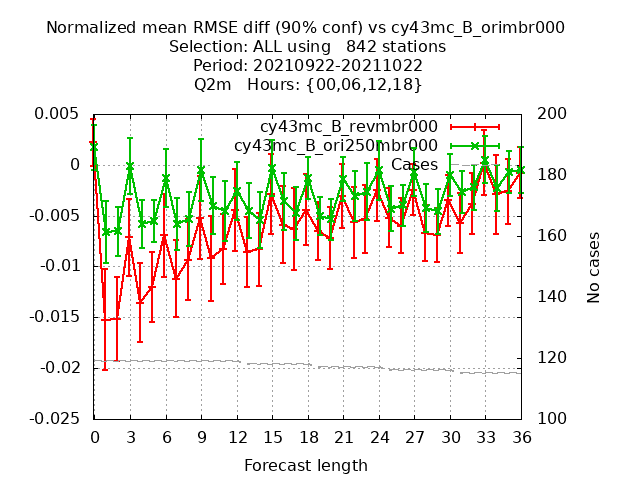 Normalized mean RMSE diff (90% conf) vs cy43mc_B_orimbr000
Selection: ALL using   842 stations
Period: 20210922-20211022
Q2m   Hours: {00,06,12,18}
cy43mc_B_revmbr000
cy43mc_B_ori250mbr000
Cases
0.005
0
-0.005
-0.01
-0.015
-0.02
-0.025
200
180
160
140
120
100
No cases
0 3 6 9 12 15 18 21 24 27 30 33 36
Forecast length